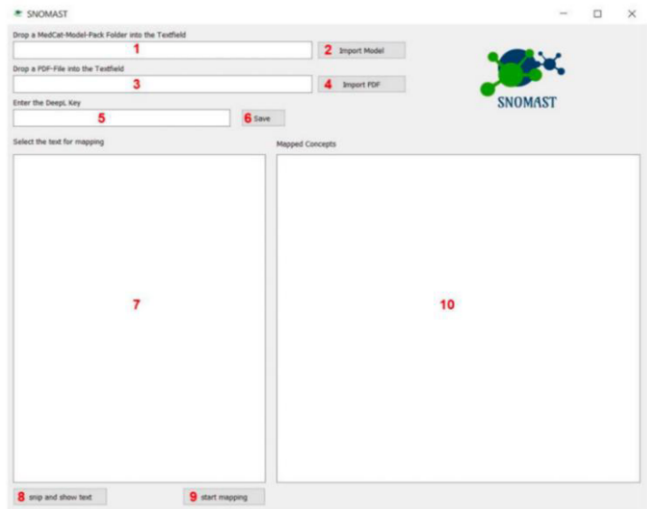 SNOMAST
Drop a MedCat-Model-Pack Folder into the Textfield
1
2 Import Model
Drop a PDF-File into the Textfield
3
4 Import PDF
SNOMAST
Enter the DeepL Key
5
6 Save
Select the text for mapping
Mapped Concepts
7
10
8 snip and show text
9 start mapping